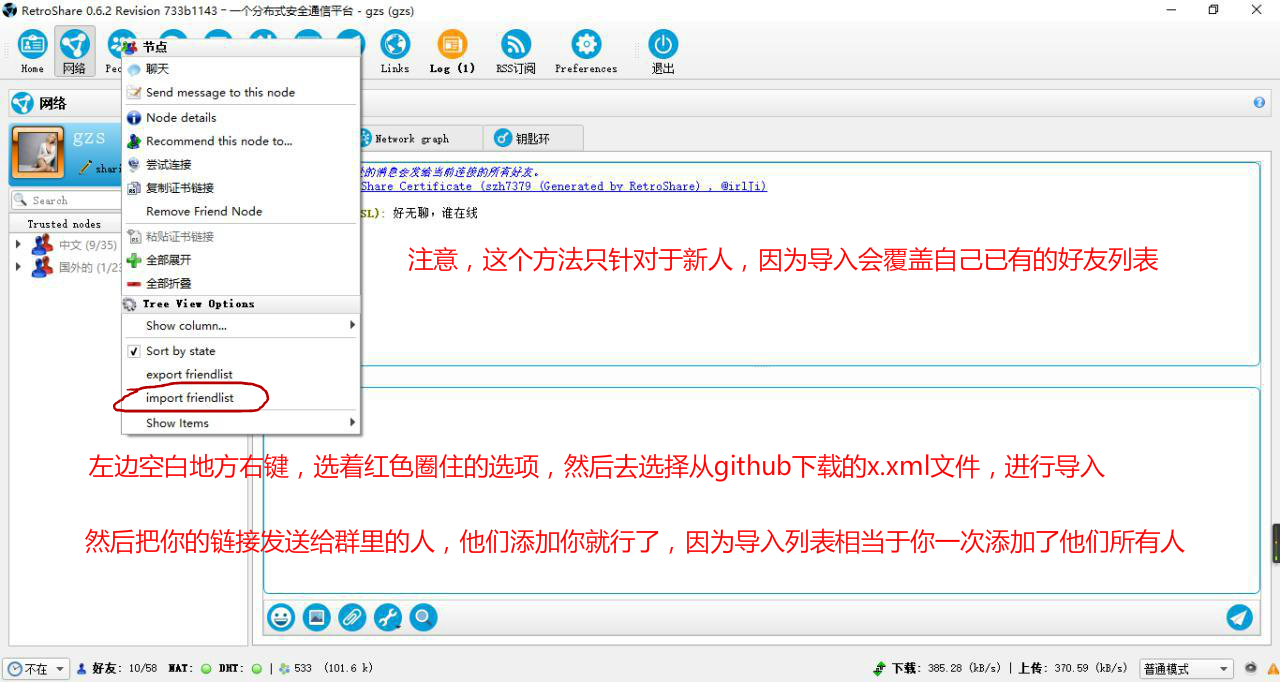 RetroShare 0.6.2 Revision 733b1143 - 一个分布式安全通信平台 - gzs (gzs)
Home
网络
Links
Log (1)
RSS订阅
Preferences
退出
节点
聊天
Send message to this node
Node details
Recommend this node to...
尝试连接
复制证书链接
Remove Friend Node
粘贴证书链接
全部展开
全部折叠
Tree View Options
Show column...
Sort by state
export friendlist
import friendlist
Show Items
网络
gzs
Search
Trusted nodes
中文 (9/35)
国外的 (1/23
Network graph
钥匙环
的消息会发给当前连接的所有好友。
Share Certificate (szh7379 (Generated by RetroShare) , @irlTi)
SL): 好无聊，谁在线
注意，这个方法只针对于新人，因为导入会覆盖自己已有的好友列表
左边空白地方右键，选着红色圈住的选项，然后去选择从github下载的x.xml文件，进行导入
然后把你的链接发送给群里的人，他们添加你就行了，因为导入列表相当于你一次添加了他们所有人
不在
好友: 10/58 NAT: DHT: | 533 (101.6 k)
下载: 385.28 (kB/s) | 上传: 370.59 (kB/s)
普通模式